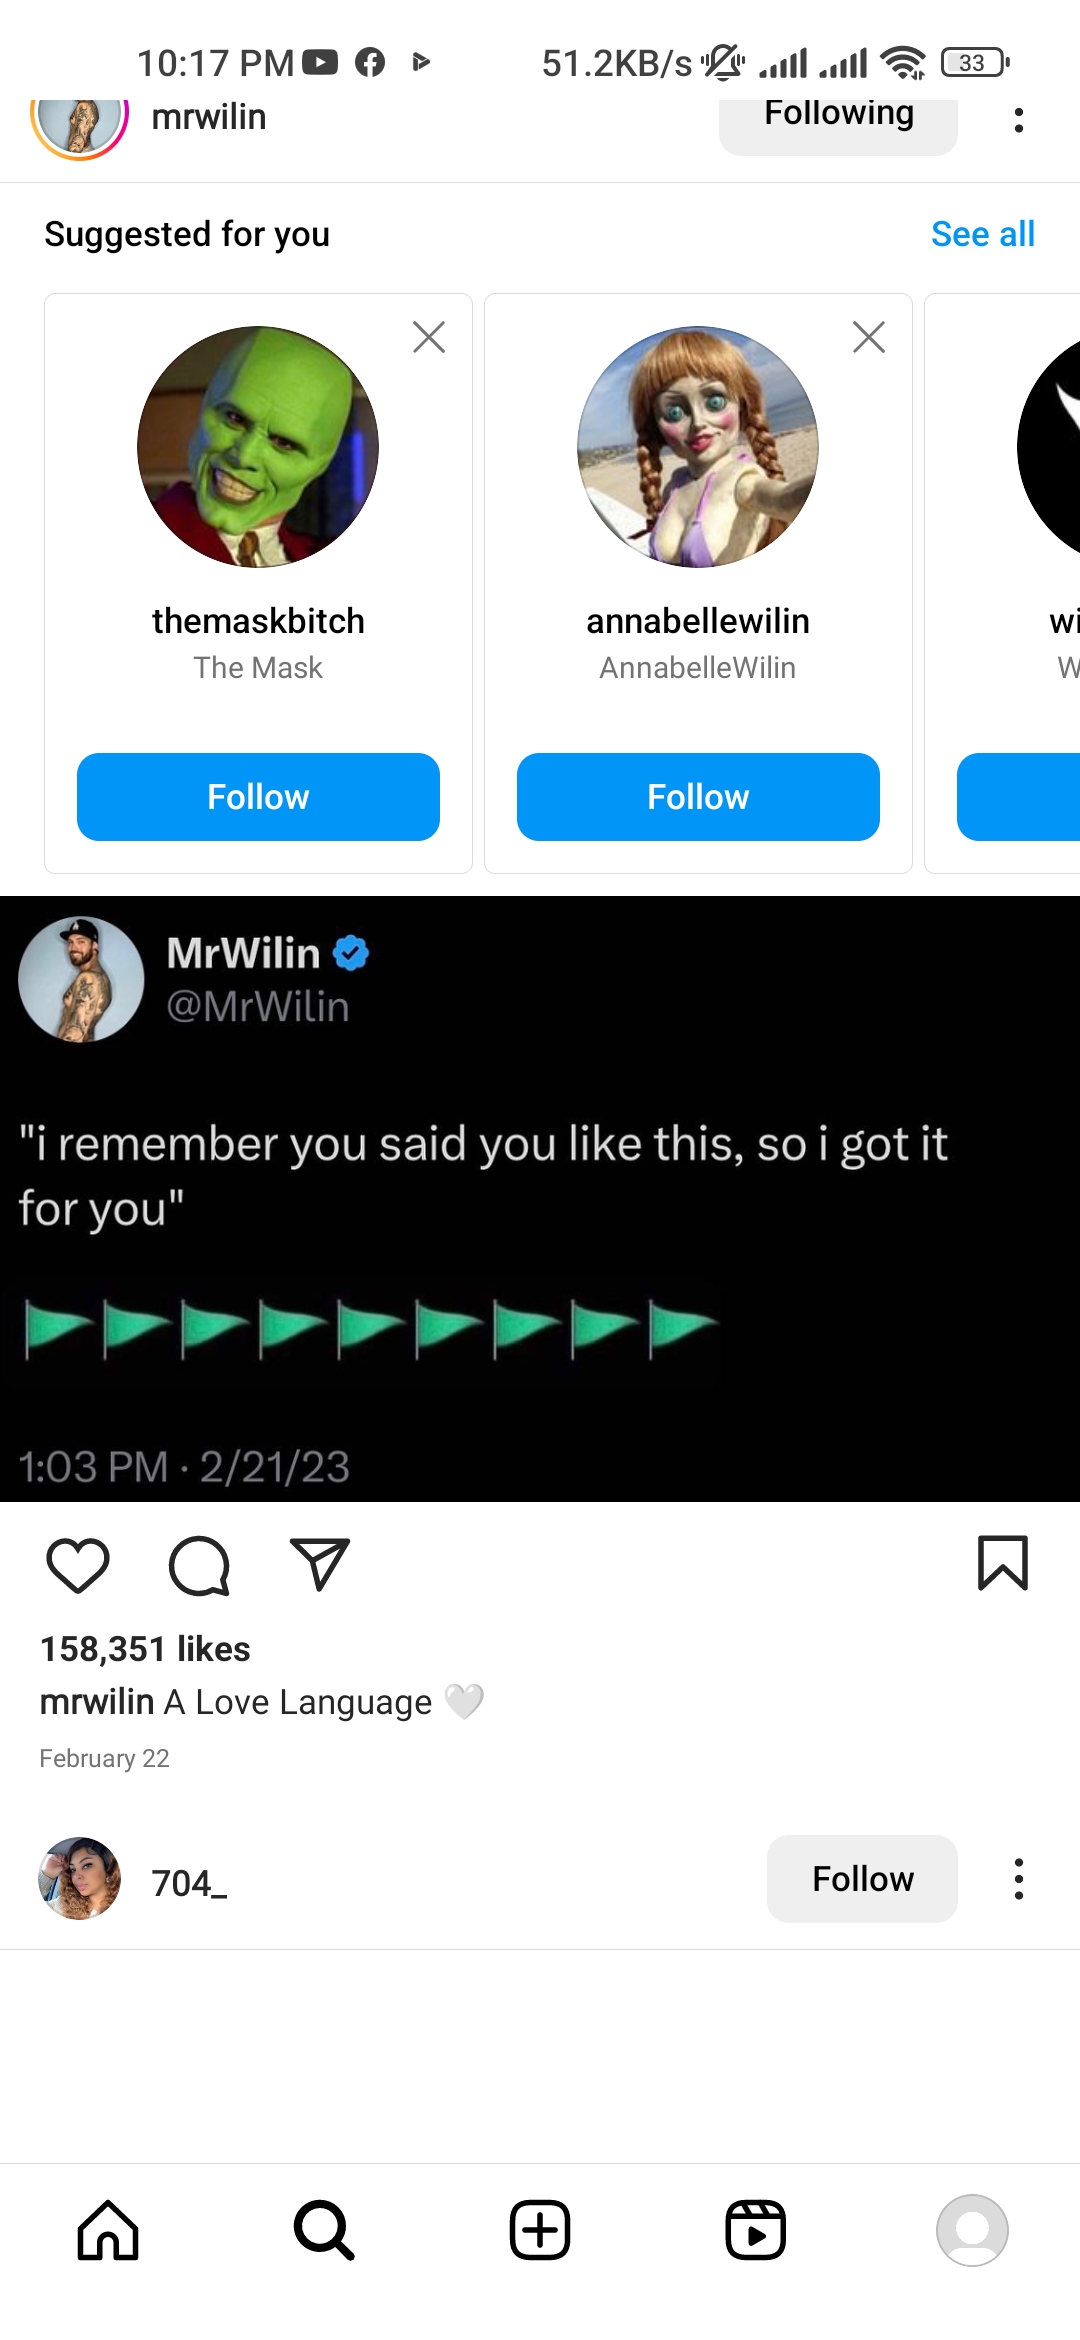 10:17 PM 51.2KB/s 33
mrwilin Following
Suggested for you See all
themaskbitch annabellewilin
The Mask AnnabelleWilin
Follow Follow
MrWilin
@MrWilin
"i remember you said you like this, so i got it
for you"
1:03 PM · 2/21/23
158,351 likes
mrwilin A Love Language 🤍
February 22
704_ Follow